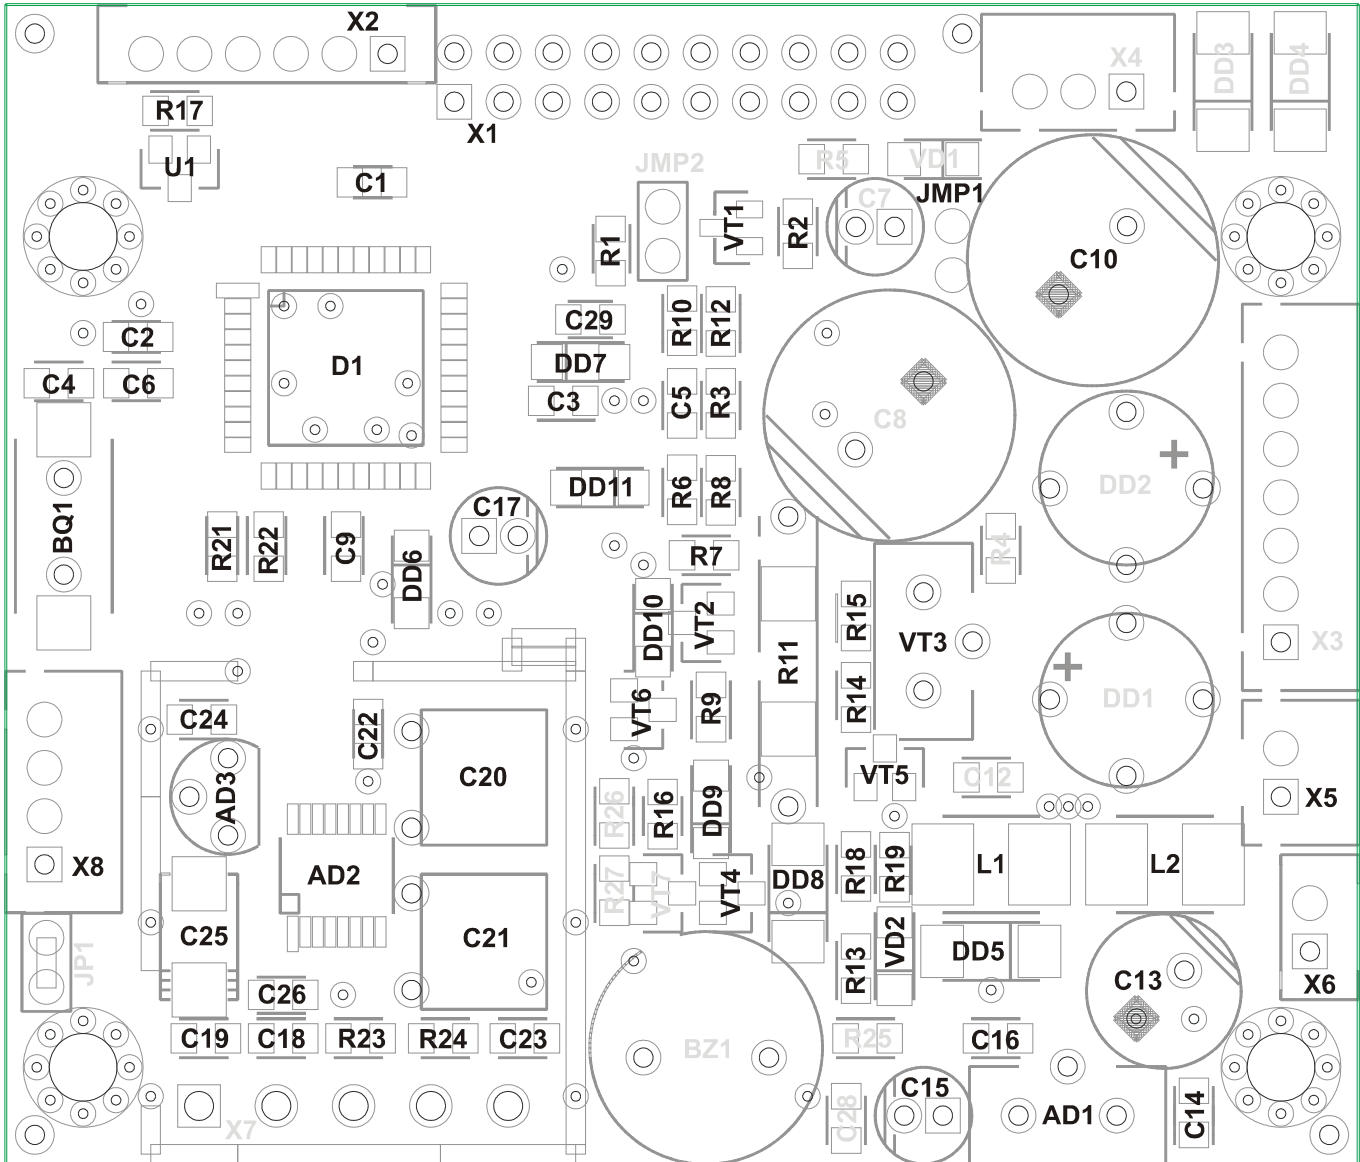 X2
X4
DD3
DD4
R17
X1
U1
C1
JMP2
R5
VD1
JMP1
C7
VT1
R2
R1
C10
C2
C29
R10
R12
D1
DD7
C4
C6
C3
C5
R3
C8
DD2
BQ1
DD11
R6
R8
C17
R21
R22
C9
DD6
R7
R4
DD10
VT2
R15
VT3
X3
R11
R14
DD1
C24
C22
VT6
R9
AD3
C20
VT5
C12
X5
R26
R16
DD9
X8
AD2
R27
VT7
VT4
DD8
R18
R19
L1
L2
C25
C21
R13
VD2
DD5
C13
X6
JP1
C26
C19
C18
R23
R24
C23
BZ1
R25
C16
C15
X7
C28
AD1
C14